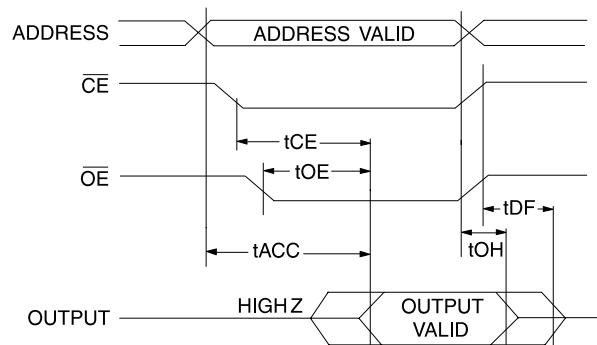 ADDRESS
ADDRESS VALID
CE
tCE
OE
tOE
tDF
tACC
tOH
HIGH Z
OUTPUT
OUTPUT
VALID